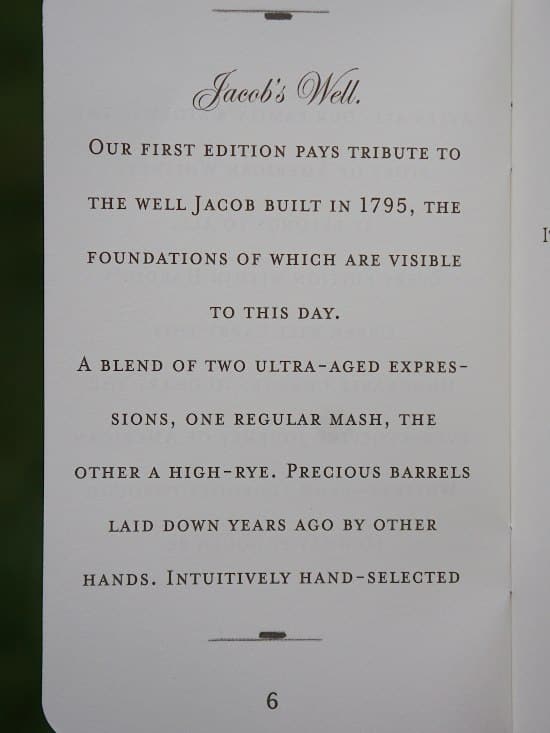 Jacob's Well.
Our first edition pays tribute to
the well Jacob built in 1795, the
foundations of which are visible
to this day.
A blend of two ultra-aged expres-
sions, one regular mash, the
other a high-rye. Precious barrels
laid down years ago by other
hands. Intuitively hand-selected
6